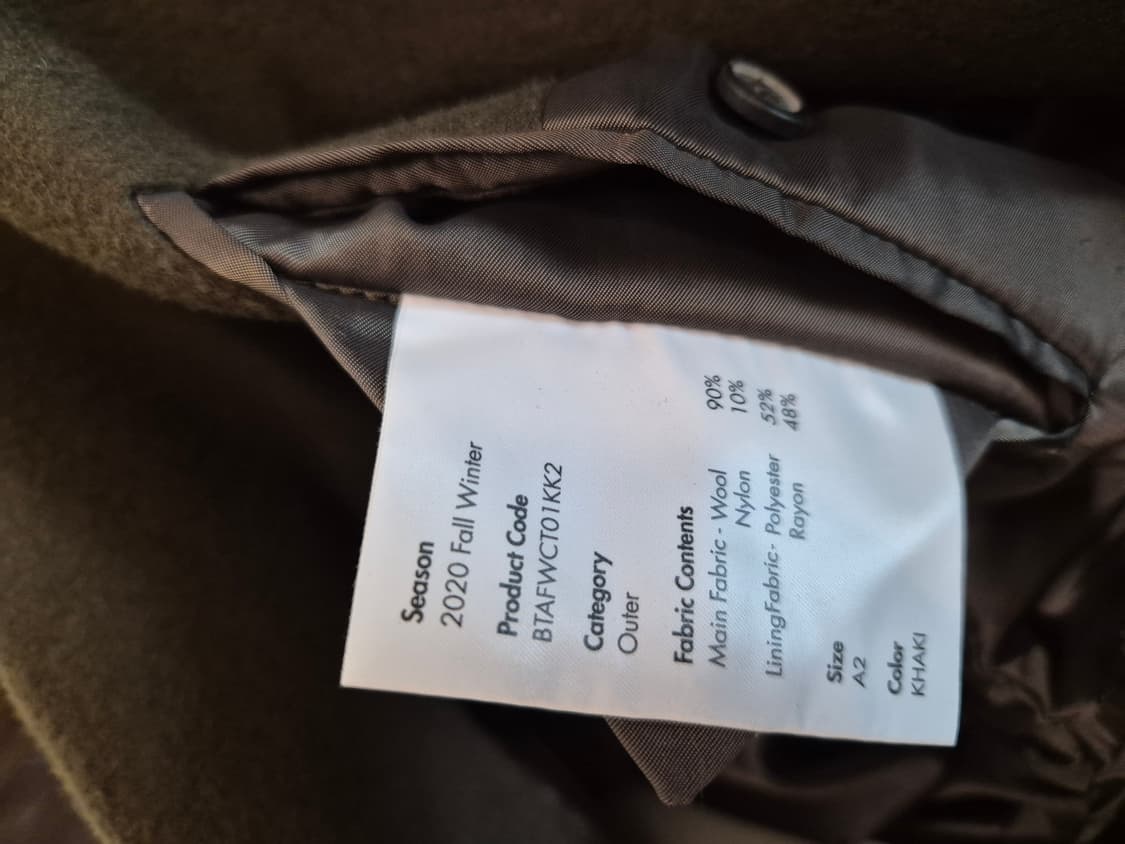 Season
2020 Fall Winter
Product Code
BTAFWCT01KK2
Category
Outer
Fabric Contents
Main Fabric - Wool 90%
Nylon 10%
LiningFabric- Polyester 52%
Rayon 48%
Size
A2
Color
KHAKI